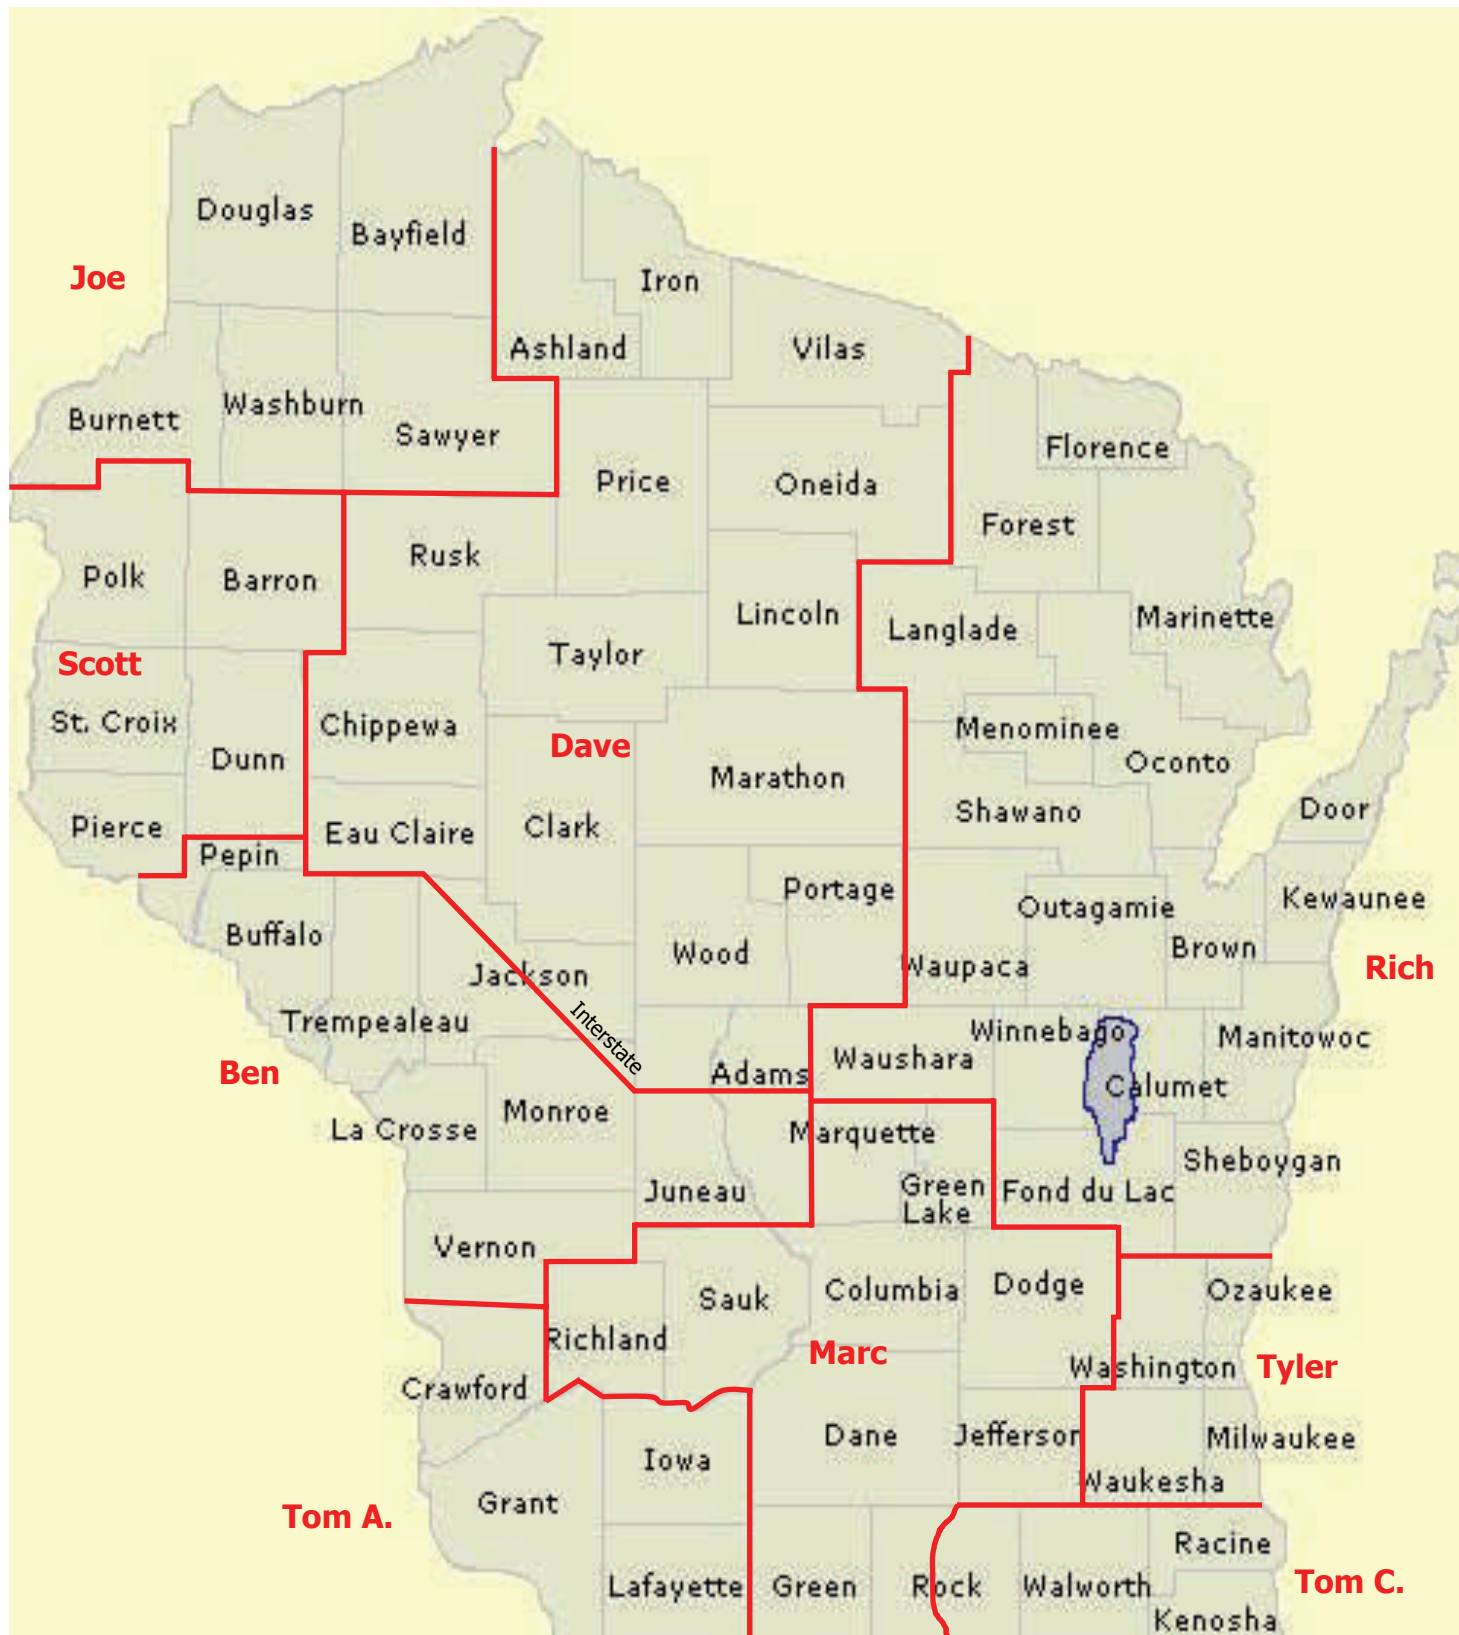 Douglas
Bayfield
Joe
Iron
Ashland
Vilas
Burnett
Washburn
Sawyer
Florence
Price
Oneida
Forest
Polk
Barron
Rusk
Lincoln
Langlade
Marinette
Scott
Taylor
St. Croix
Chippewa
Dave
Menominee
Dunn
Marathon
Oconto
Pierce
Eau Claire
Clark
Shawano
Door
Pepin
Portage
Outagamie
Kewaunee
Buffalo
Jackson
Wood
Waupaca
Brown
Rich
Trempealeau
Interstate
Winnebago
Manitowoc
Ben
Adams
Waushara
Calumet
La Crosse
Monroe
Marquette
Juneau
Green
Lake
Fond du Lac
Sheboygan
Vernon
Sauk
Columbia
Dodge
Ozaukee
Richland
Marc
Washington
Tyler
Crawford
Dane
Jefferson
Milwaukee
Iowa
Waukesha
Grant
Tom A.
Racine
Lafayette
Green
Rock
Walworth
Tom C.
Kenosha